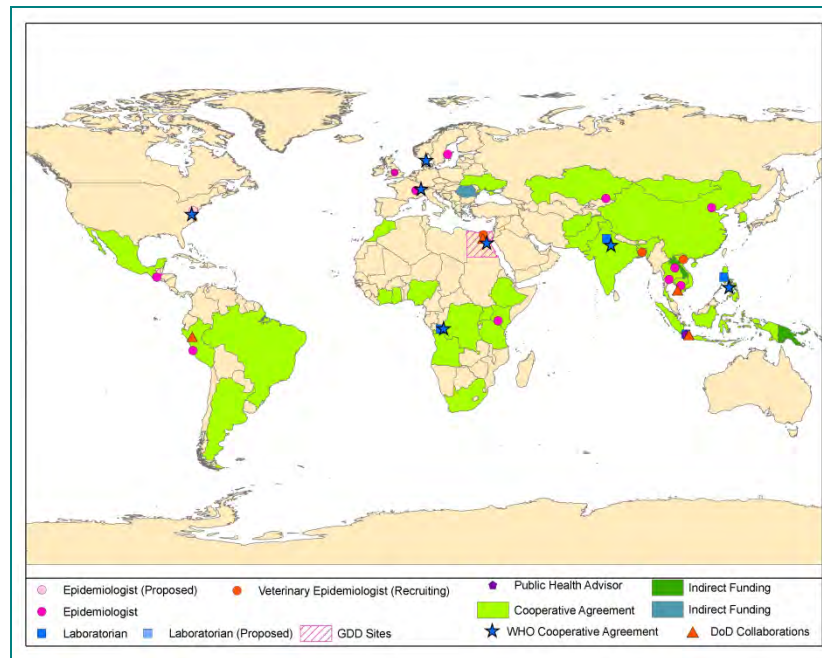 Epidemiologist (Proposed)
Veterinary Epidemiologist (Recruiting)
Public Health Advisor
Indirect Funding
Epidemiologist
Cooperative Agreement
Indirect Funding
Laboratorian
Laboratorian (Proposed)
GDD Sites
WHO Cooperative Agreement
DoD Collaborations